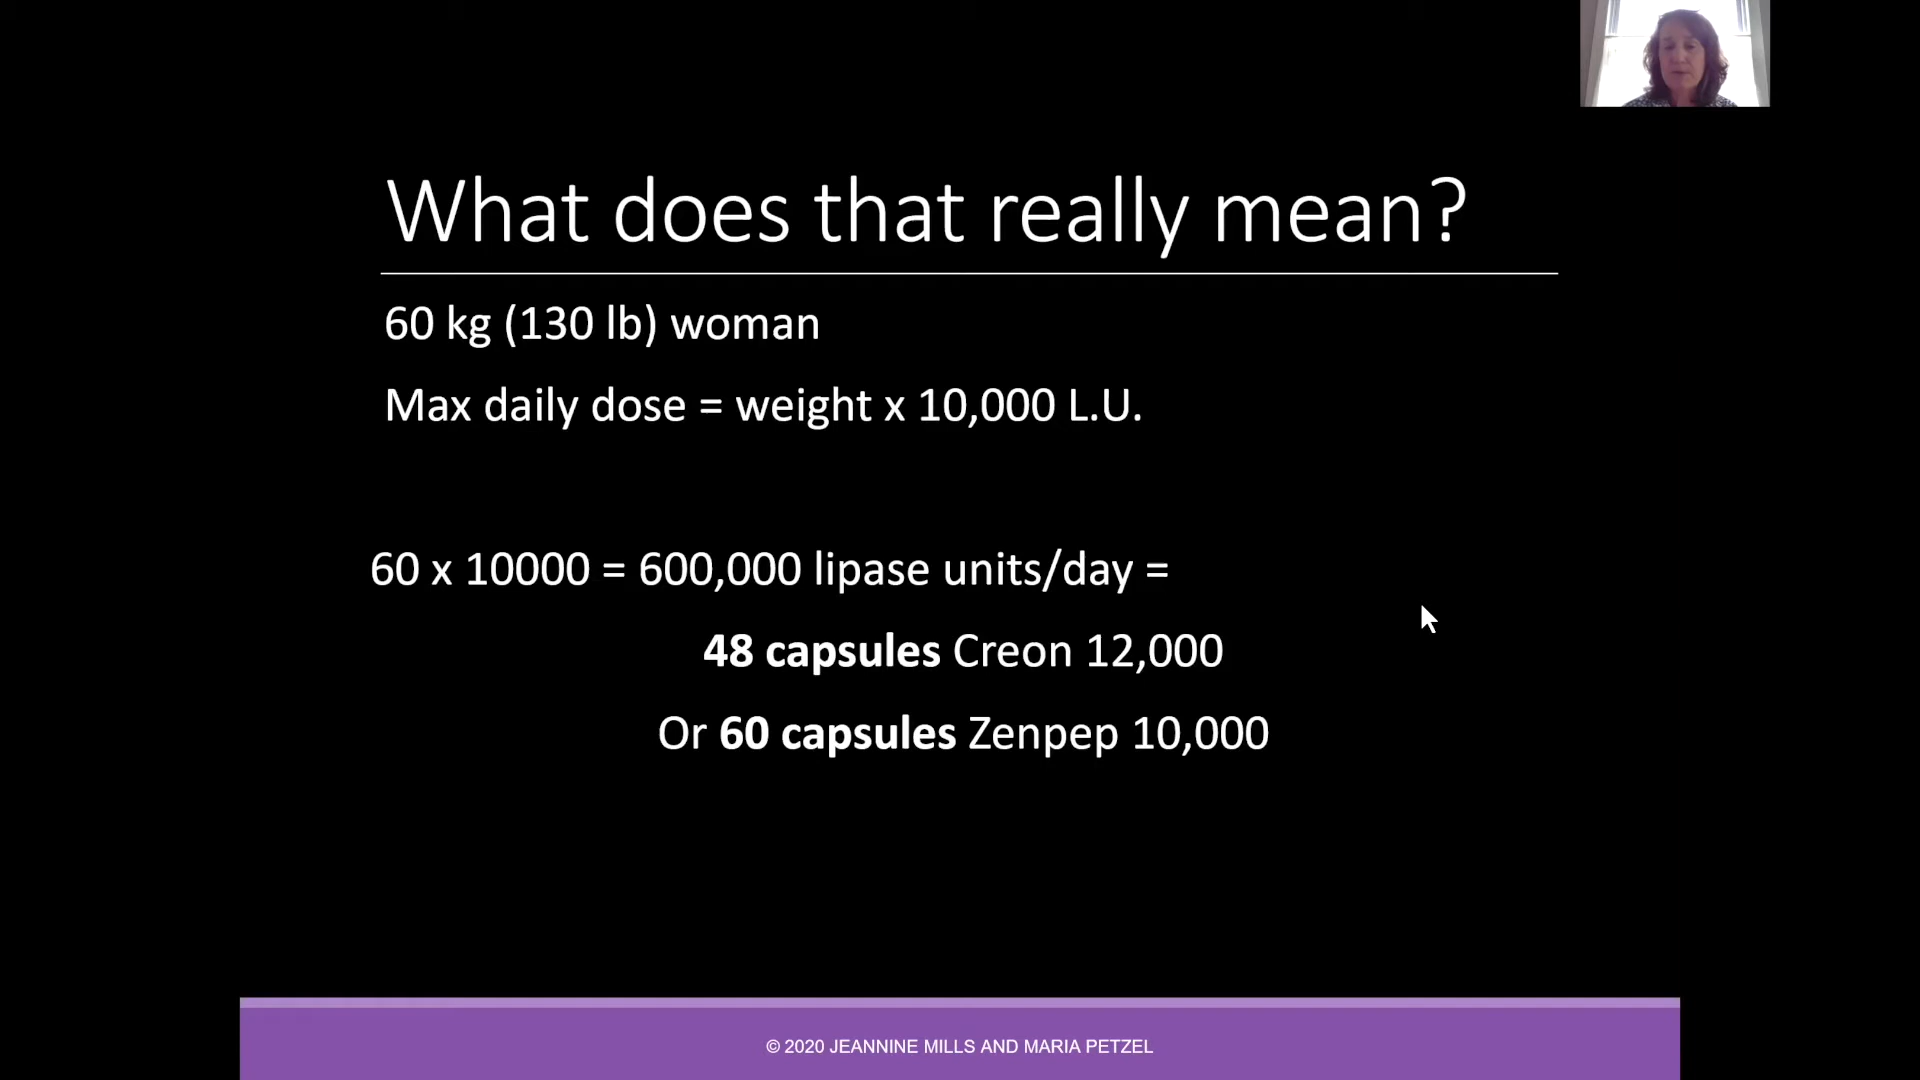 What does that really mean?
60 kg (130 lb) woman
Max daily dose = weight x 10,000 L.U.
60 x 10000 = 600,000 lipase units/day =
48 capsules Creon 12,000
Or 60 capsules Zenpep 10,000
© 2020 JEANNINE MILLS AND MARIA PETZEL